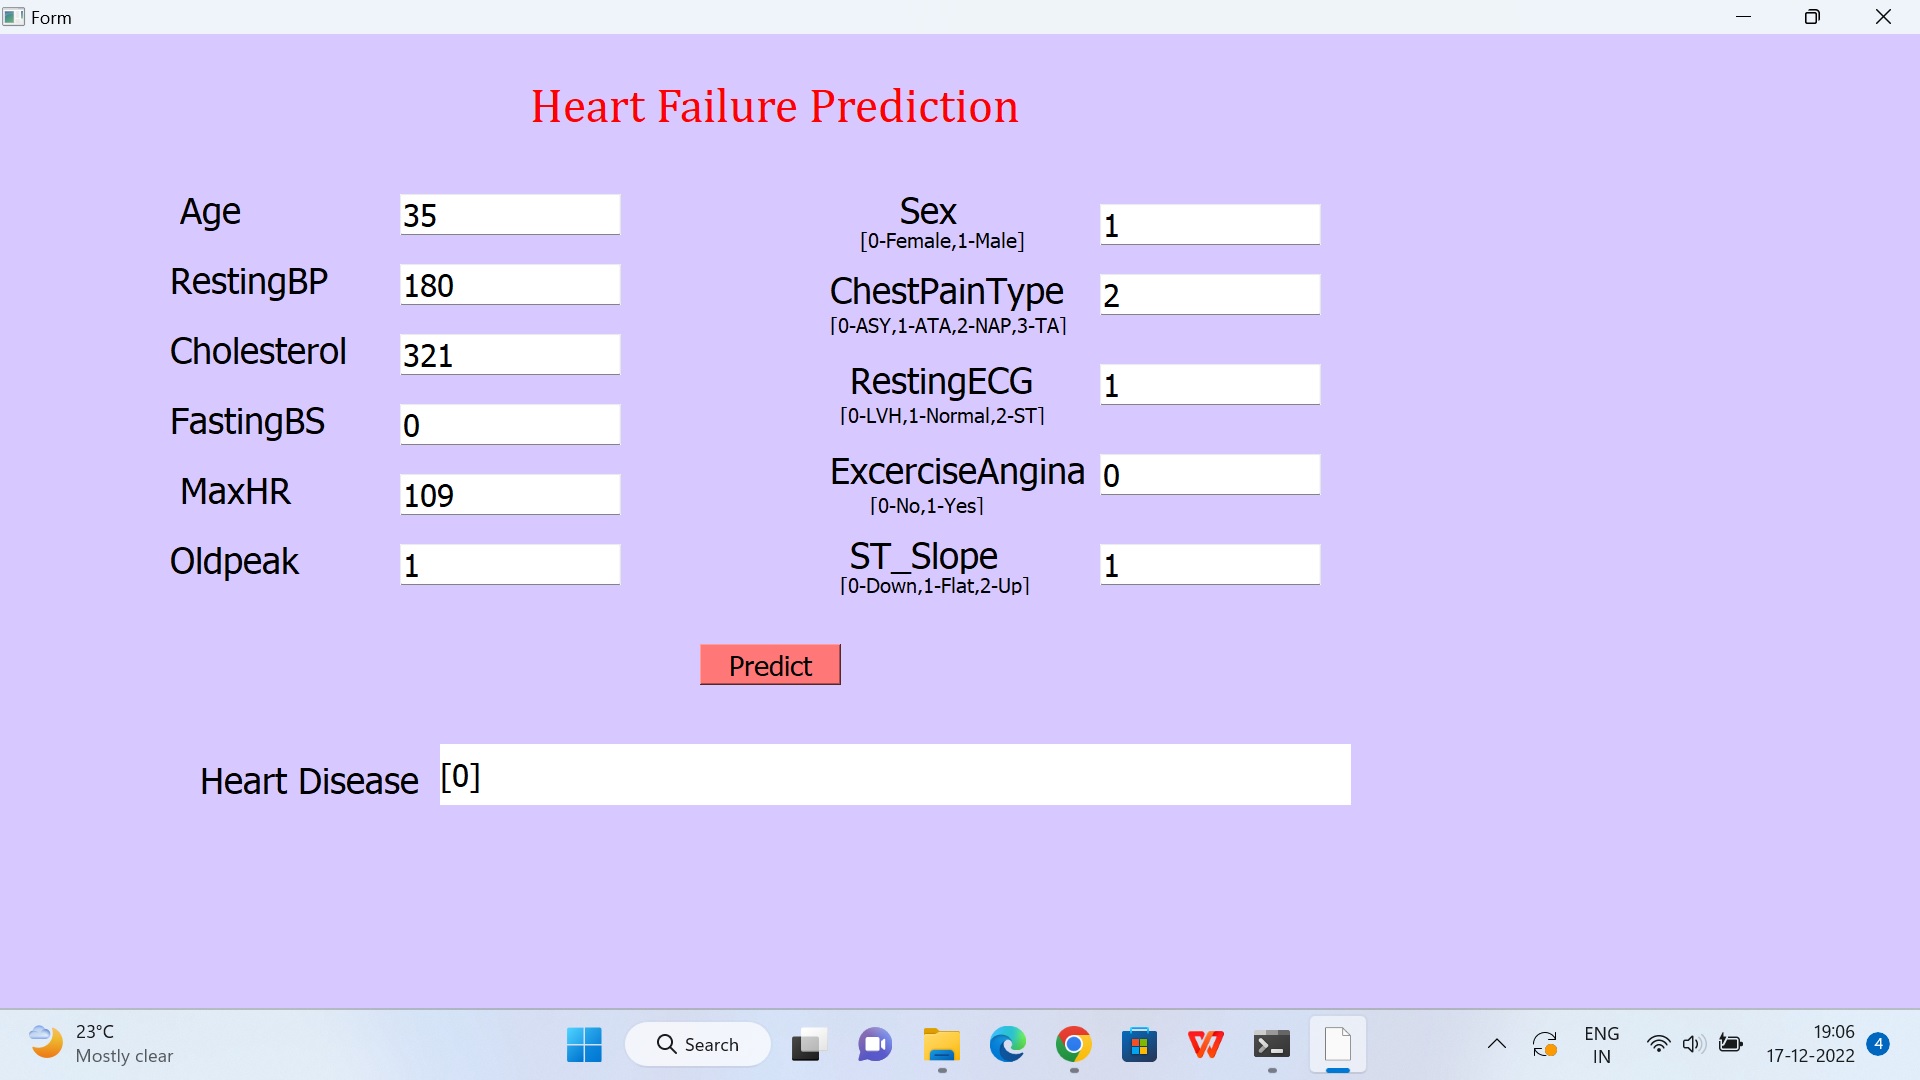 Form
Heart Failure Prediction
Age 35
RestingBP 180
Cholesterol 321
FastingBS 0
MaxHR 109
Oldpeak 1
Sex 1
[0-Female,1-Male]
ChestPainType 2
[0-ASY,1-ATA,2-NAP,3-TA]
RestingECG 1
[0-LVH,1-Normal,2-ST]
ExcerciseAngina 0
[0-No,1-Yes]
ST_Slope 1
[0-Down,1-Flat,2-Up]
Predict
Heart Disease [0]
23°C
Mostly clear
Search
ENG
IN
19:06
17-12-2022
4